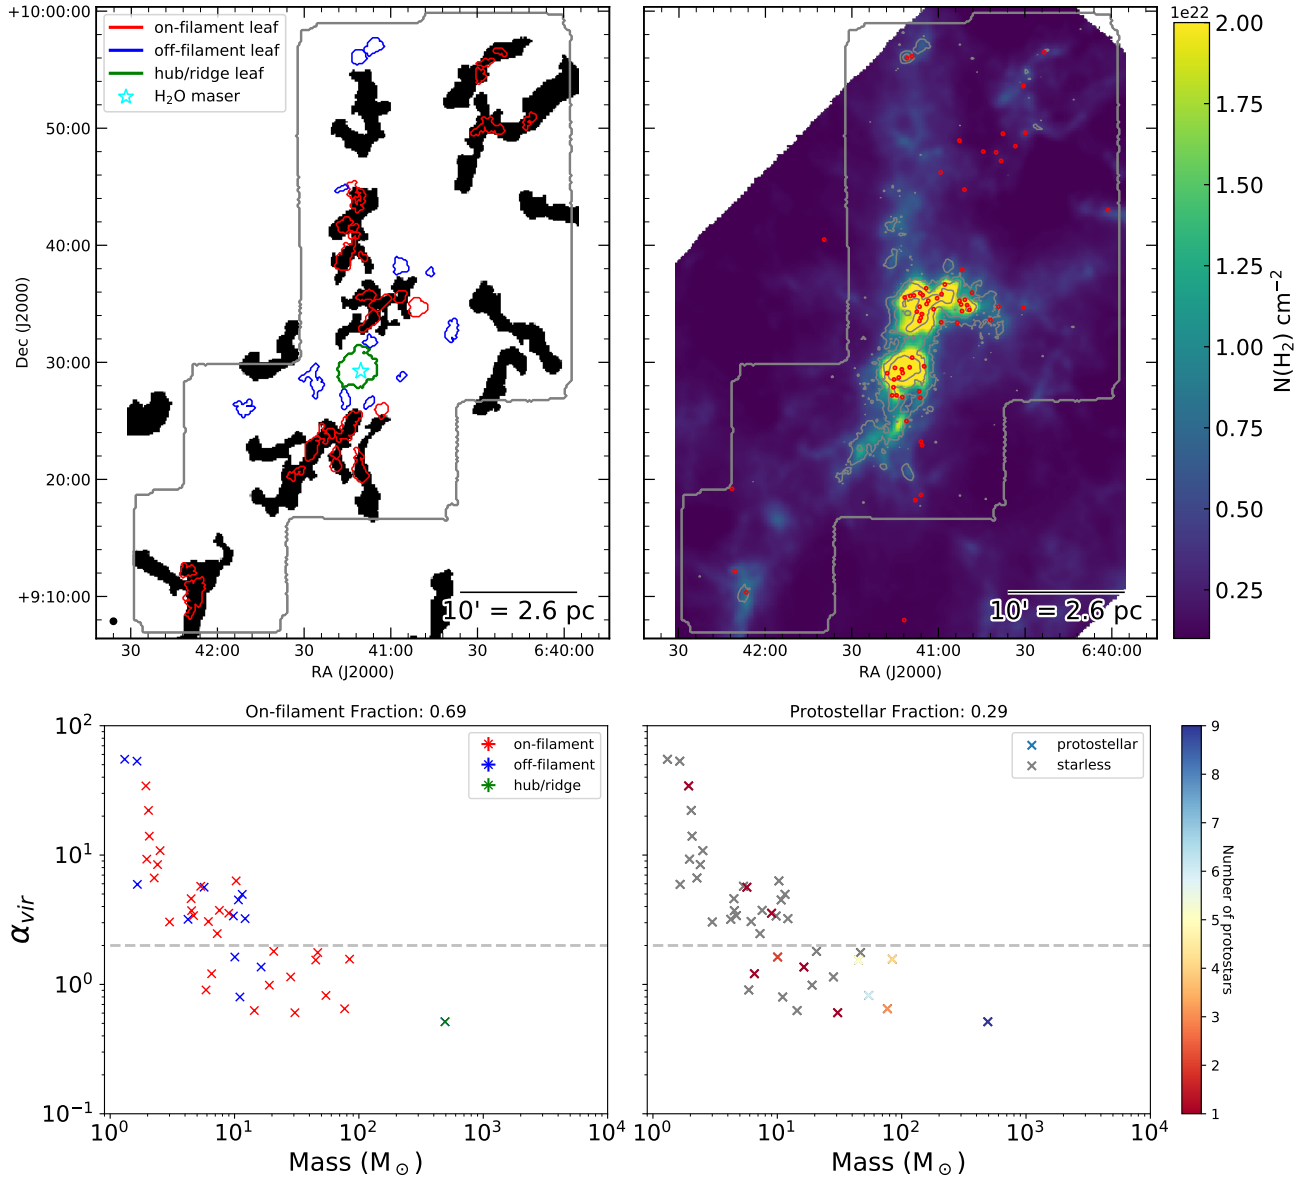 on-filament leaf
off-filament leaf
hub/ridge leaf
H₂O maser
+10:00:00
50:00
40:00
30:00
20:00
+9:10:00
Dec (J2000)
10' = 2.6 pc
30
42:00
30
41:00
30
6:40:00
RA (J2000)
10' = 2.6 pc
30
42:00
30
41:00
30
6:40:00
RA (J2000)
1e22
2.00
1.75
1.50
1.25
1.00
0.75
0.50
0.25
N(H₂) cm⁻²
On-filament Fraction: 0.69
on-filament
off-filament
hub/ridge
10²
10¹
10⁰
10⁻¹
α_vir
10⁰
10¹
10²
10³
10⁴
Mass (M⊙)
Protostellar Fraction: 0.29
protostellar
starless
10⁰
10¹
10²
10³
10⁴
Mass (M⊙)
9
8
7
6
5
4
3
2
1
Number of protostars